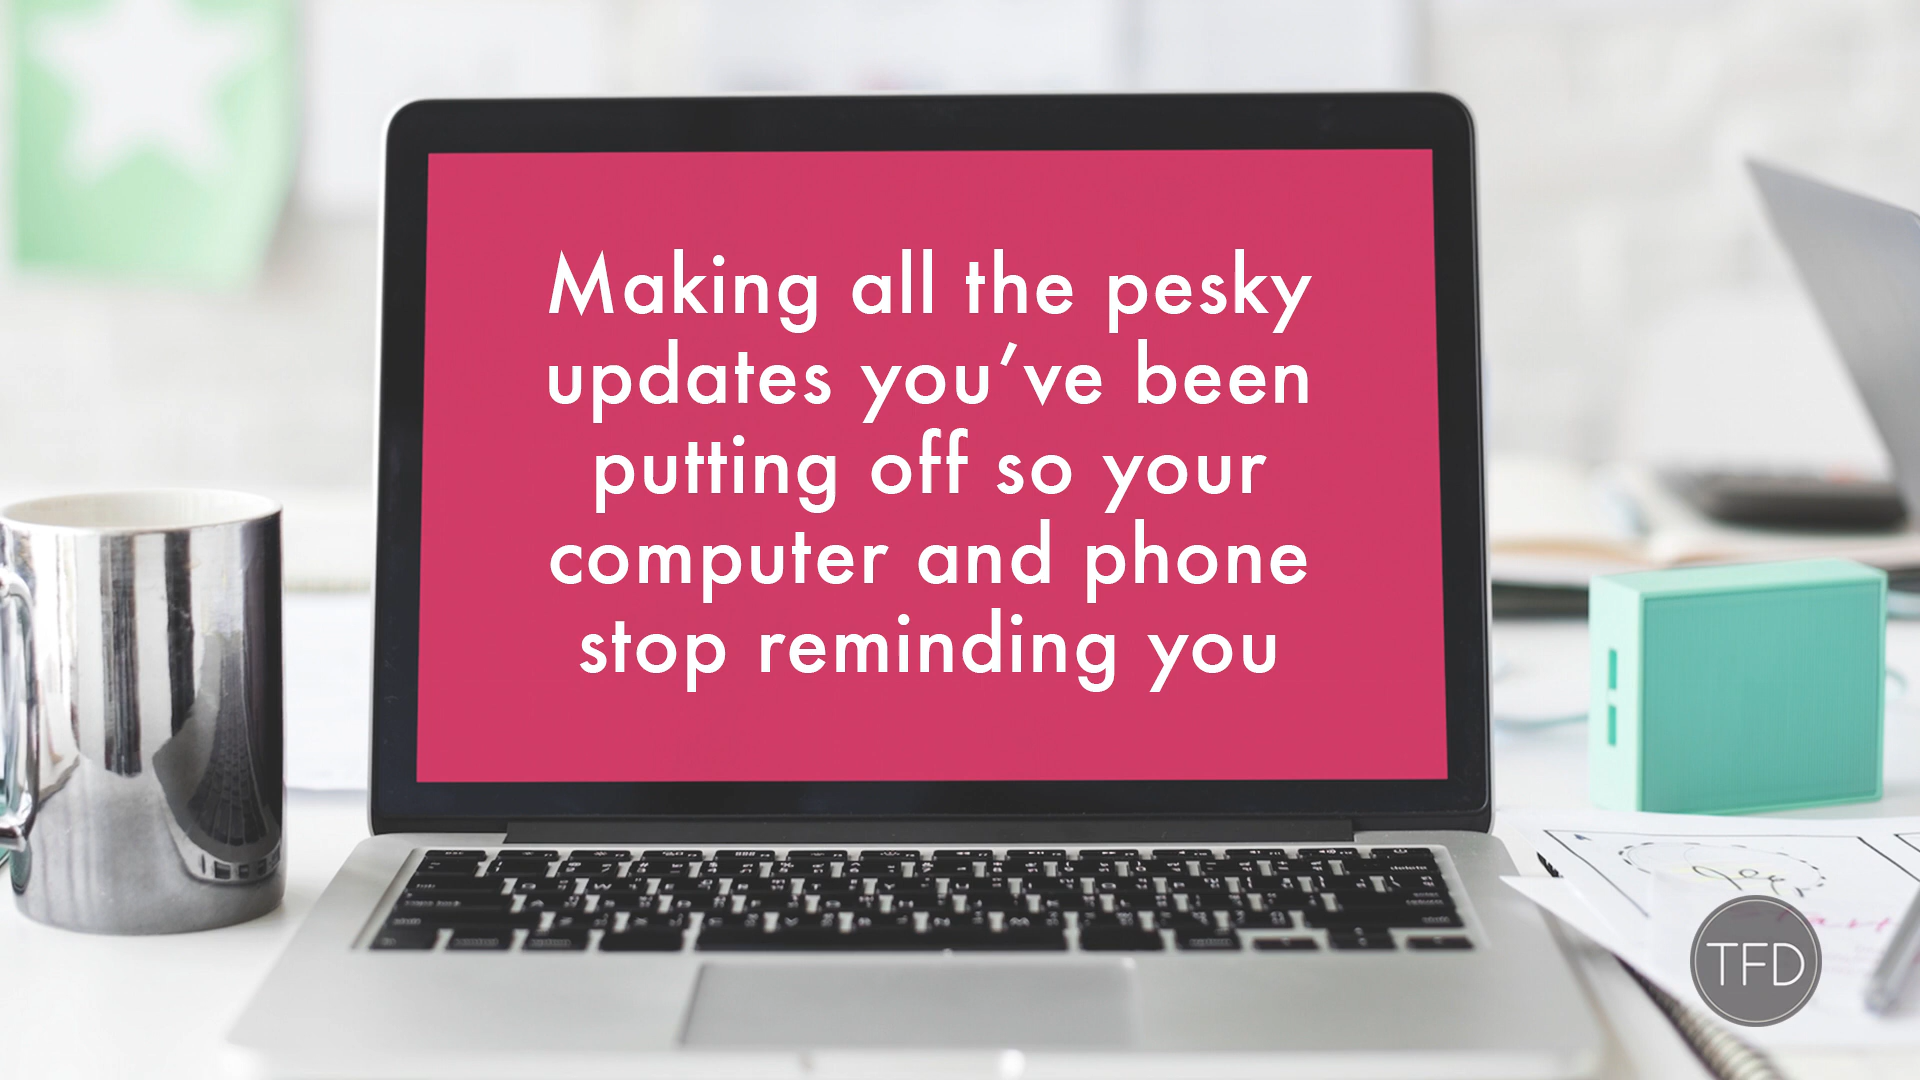 Making all the pesky
updates you’ve been
putting off so your
computer and phone
stop reminding you
TFD